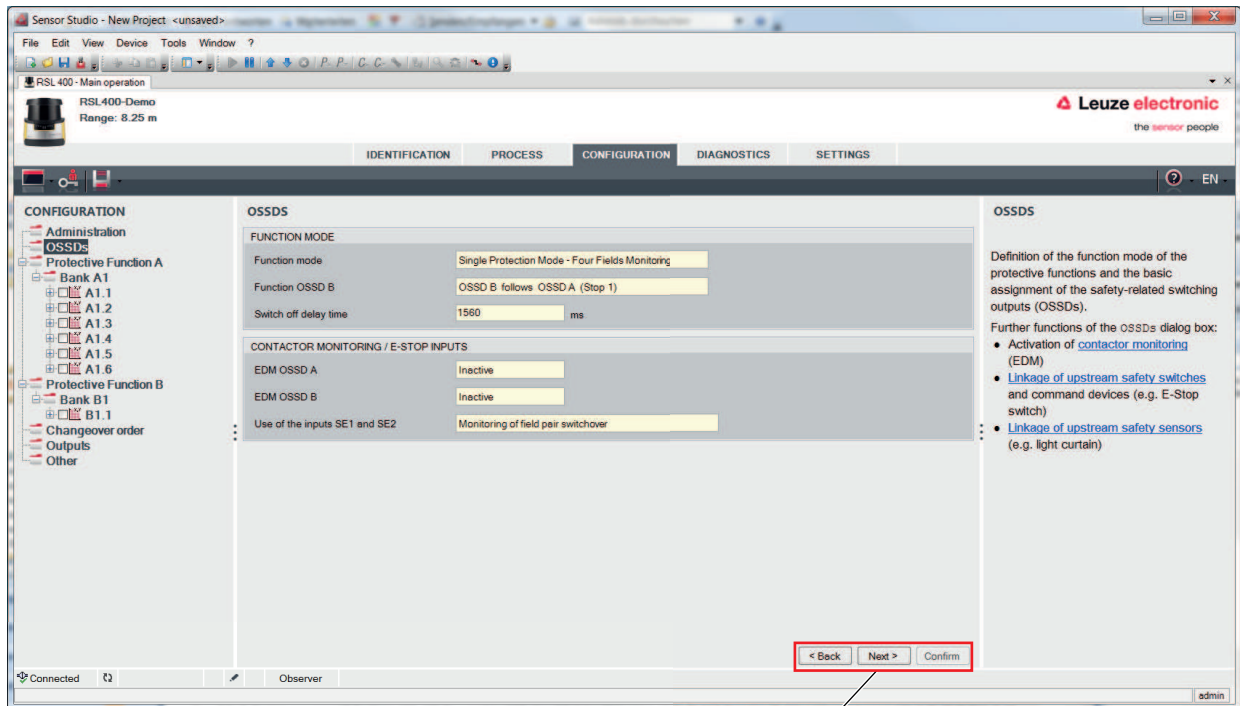 Sensor Studio - New Project <unsaved>
File Edit View Device Tools Window ?
RSL 400 - Main operation
RSL400-Demo
Range: 8.25 m
Leuze electronic
the sensor people
IDENTIFICATION PROCESS CONFIGURATION DIAGNOSTICS SETTINGS
EN
CONFIGURATION
Administration
OSSDs
Protective Function A
Bank A1
A1.1
A1.2
A1.3
A1.4
A1.5
A1.6
Protective Function B
Bank B1
B1.1
Changeover order
Outputs
Other
OSSDS
FUNCTION MODE
Function mode Single Protection Mode - Four Fields Monitoring
Function OSSD B OSSD B follows OSSD A (Stop 1)
Switch off delay time 1560 ms
CONTACTOR MONITORING / E-STOP INPUTS
EDM OSSD A Inactive
EDM OSSD B Inactive
Use of the inputs SE1 and SE2 Monitoring of field pair switchover
< Back Next > Confirm
OSSDS
Definition of the function mode of the
protective functions and the basic
assignment of the safety-related switching
outputs (OSSDs).
Further functions of the OSSDs dialog box:
• Activation of contactor monitoring
(EDM)
• Linkage of upstream safety switches
and command devices (e.g. E-Stop
switch)
• Linkage of upstream safety sensors
(e.g. light curtain)
Connected Observer
admin